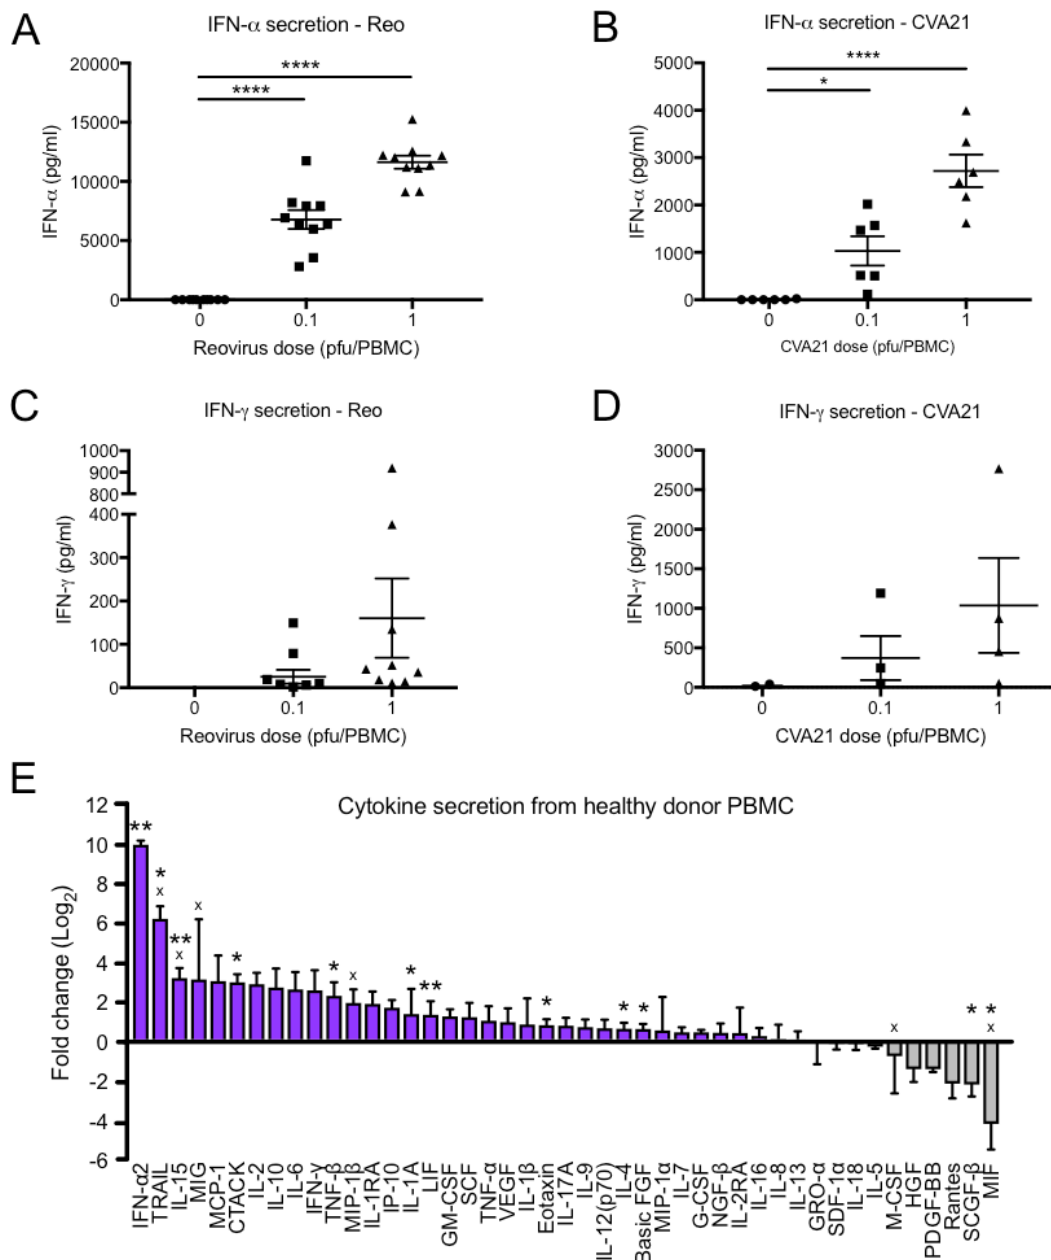 A
IFN-α secretion - Reo
****
****
20000
15000
10000
5000
0
IFN-α (pg/ml)
0 0.1 1
Reovirus dose (pfu/PBMC)
B
IFN-α secretion - CVA21
****
*
5000
4000
3000
2000
1000
0
IFN-α (pg/ml)
0 0.1 1
CVA21 dose (pfu/PBMC)
C
IFN-γ secretion - Reo
1000
900
800
400
300
200
100
0
IFN-γ (pg/ml)
0 0.1 1
Reovirus dose (pfu/PBMC)
D
IFN-γ secretion - CVA21
3000
2500
2000
1500
1000
500
0
IFN-γ (pg/ml)
0 0.1 1
CVA21 dose (pfu/PBMC)
E
Cytokine secretion from healthy donor PBMC
12
10
8
6
4
2
0
-2
-4
-6
Fold change (Log2)
**
*
x
**
x
x
*
*
x
*
**
*
*
*
x
*
*
x
IFN-α2
TRAIL
IL-15
MIG
MCP-1
CTACK
IL-2
IL-10
IL-6
IFN-γ
TNF-β
MIP-1β
IL-1RA
IP-10
IL-1A
LIF
GM-CSF
SCF
TNF-α
VEGF
IL-1β
Eotaxin
IL-17A
IL-9
IL-12(p70)
IL-4
Basic FGF
MIP-1α
IL-7
G-CSF
NGF-β
IL-2RA
IL-16
IL-8
IL-13
GRO-α
SDF-1α
IL-18
IL-5
M-CSF
HGF
PDGF-BB
Rantes
SCGF-β
MIF